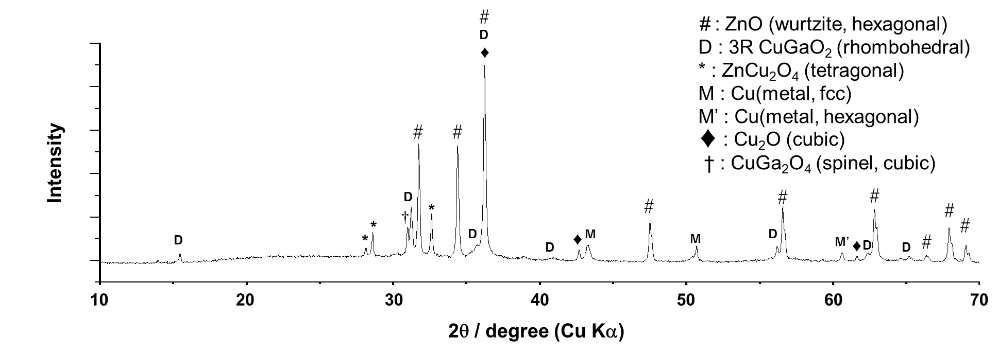 #
D
♦
# : ZnO (wurtzite, hexagonal)
D : 3R CuGaO2 (rhombohedral)
* : ZnCu2O4 (tetragonal)
M : Cu(metal, fcc)
M’ : Cu(metal, hexagonal)
♦ : Cu2O (cubic)
† : CuGa2O4 (spinel, cubic)
Intensity
# #
D † * * * D
D
# # # # #
D ♦ M M D M’ ♦ D D #
10 20 30 40 50 60 70
2θ / degree (Cu Kα)